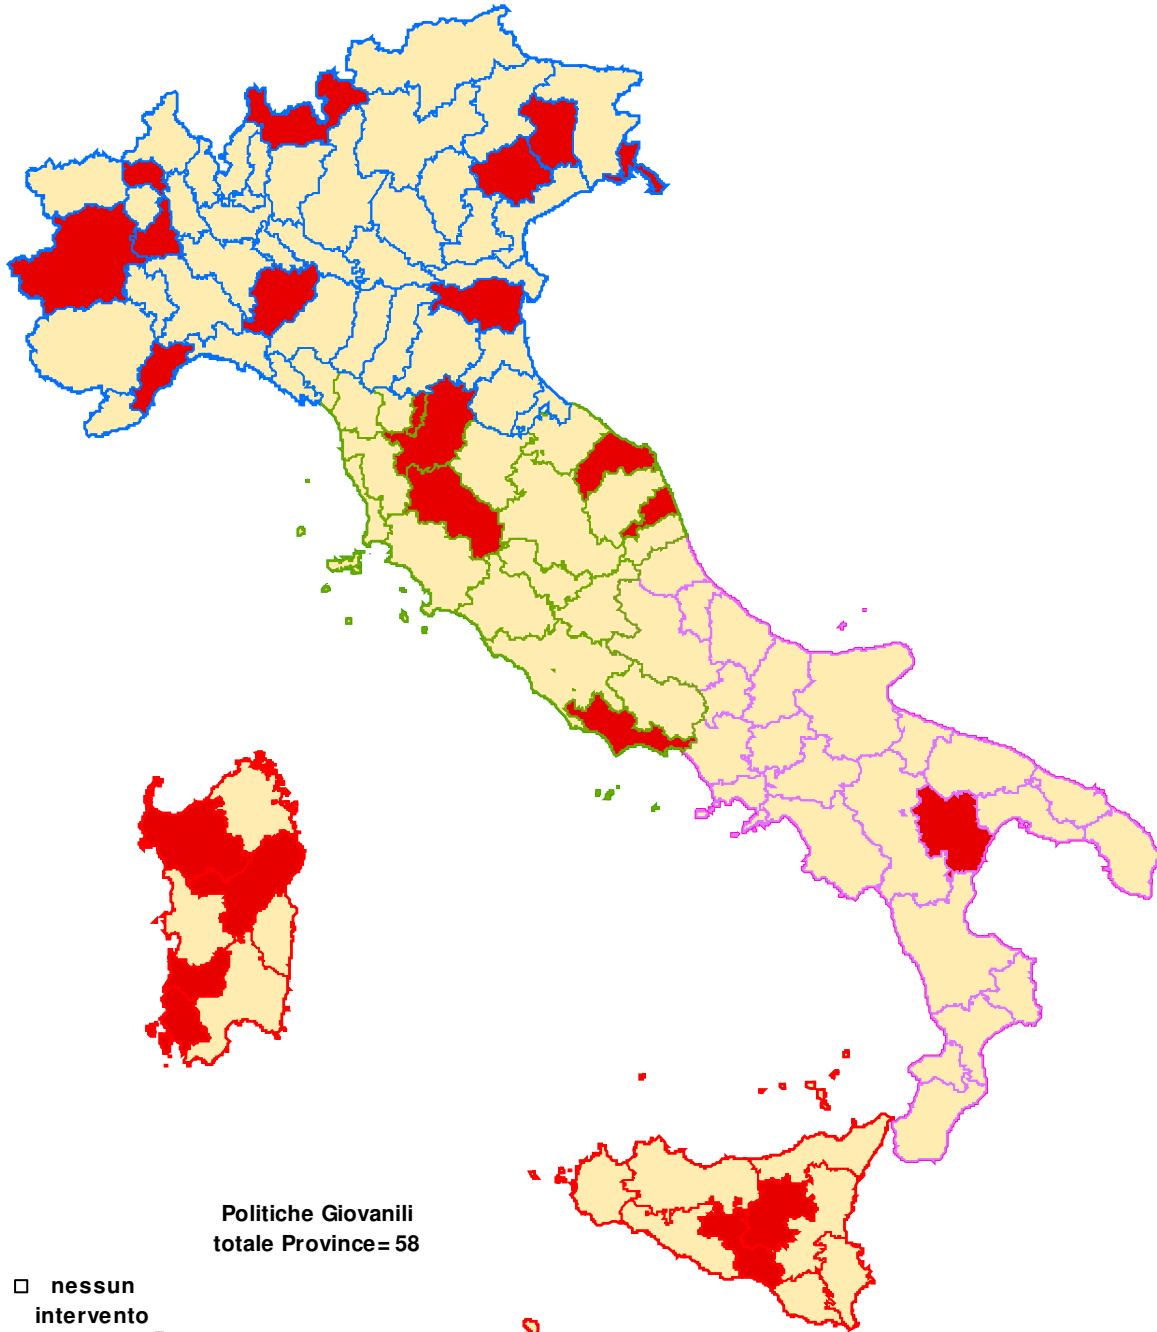 Politiche Giovanili
totale Province= 58
nessun
intervento